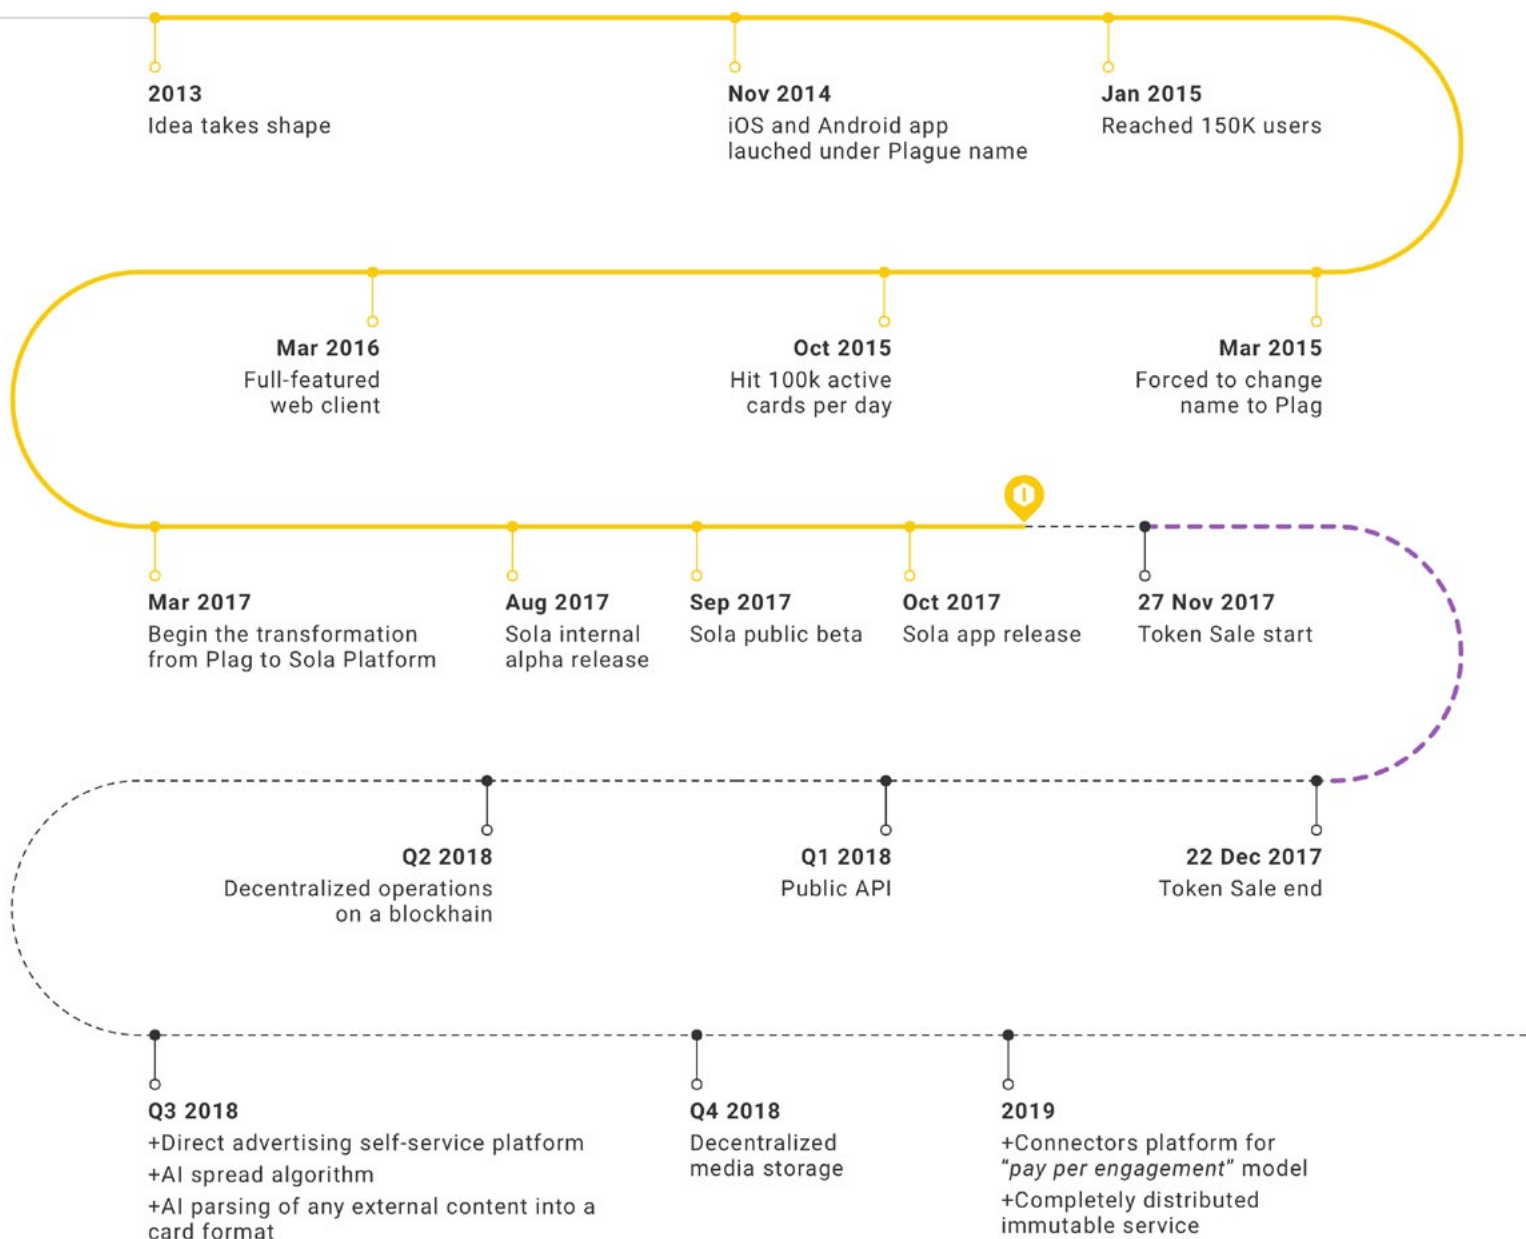 2013
Idea takes shape
Nov 2014
iOS and Android app
lauched under Plague name
Jan 2015
Reached 150K users
Mar 2015
Forced to change
name to Plag
Oct 2015
Hit 100k active
cards per day
Mar 2016
Full-featured
web client
Mar 2017
Begin the transformation
from Plag to Sola Platform
Aug 2017
Sola internal
alpha release
Sep 2017
Sola public beta
Oct 2017
Sola app release
27 Nov 2017
Token Sale start
22 Dec 2017
Token Sale end
Q1 2018
Public API
Q2 2018
Decentralized operations
on a blockhain
Q3 2018
+Direct advertising self-service platform
+AI spread algorithm
+AI parsing of any external content into a
card format
Q4 2018
Decentralized
media storage
2019
+Connectors platform for
“pay per engagement” model
+Completely distributed
immutable service